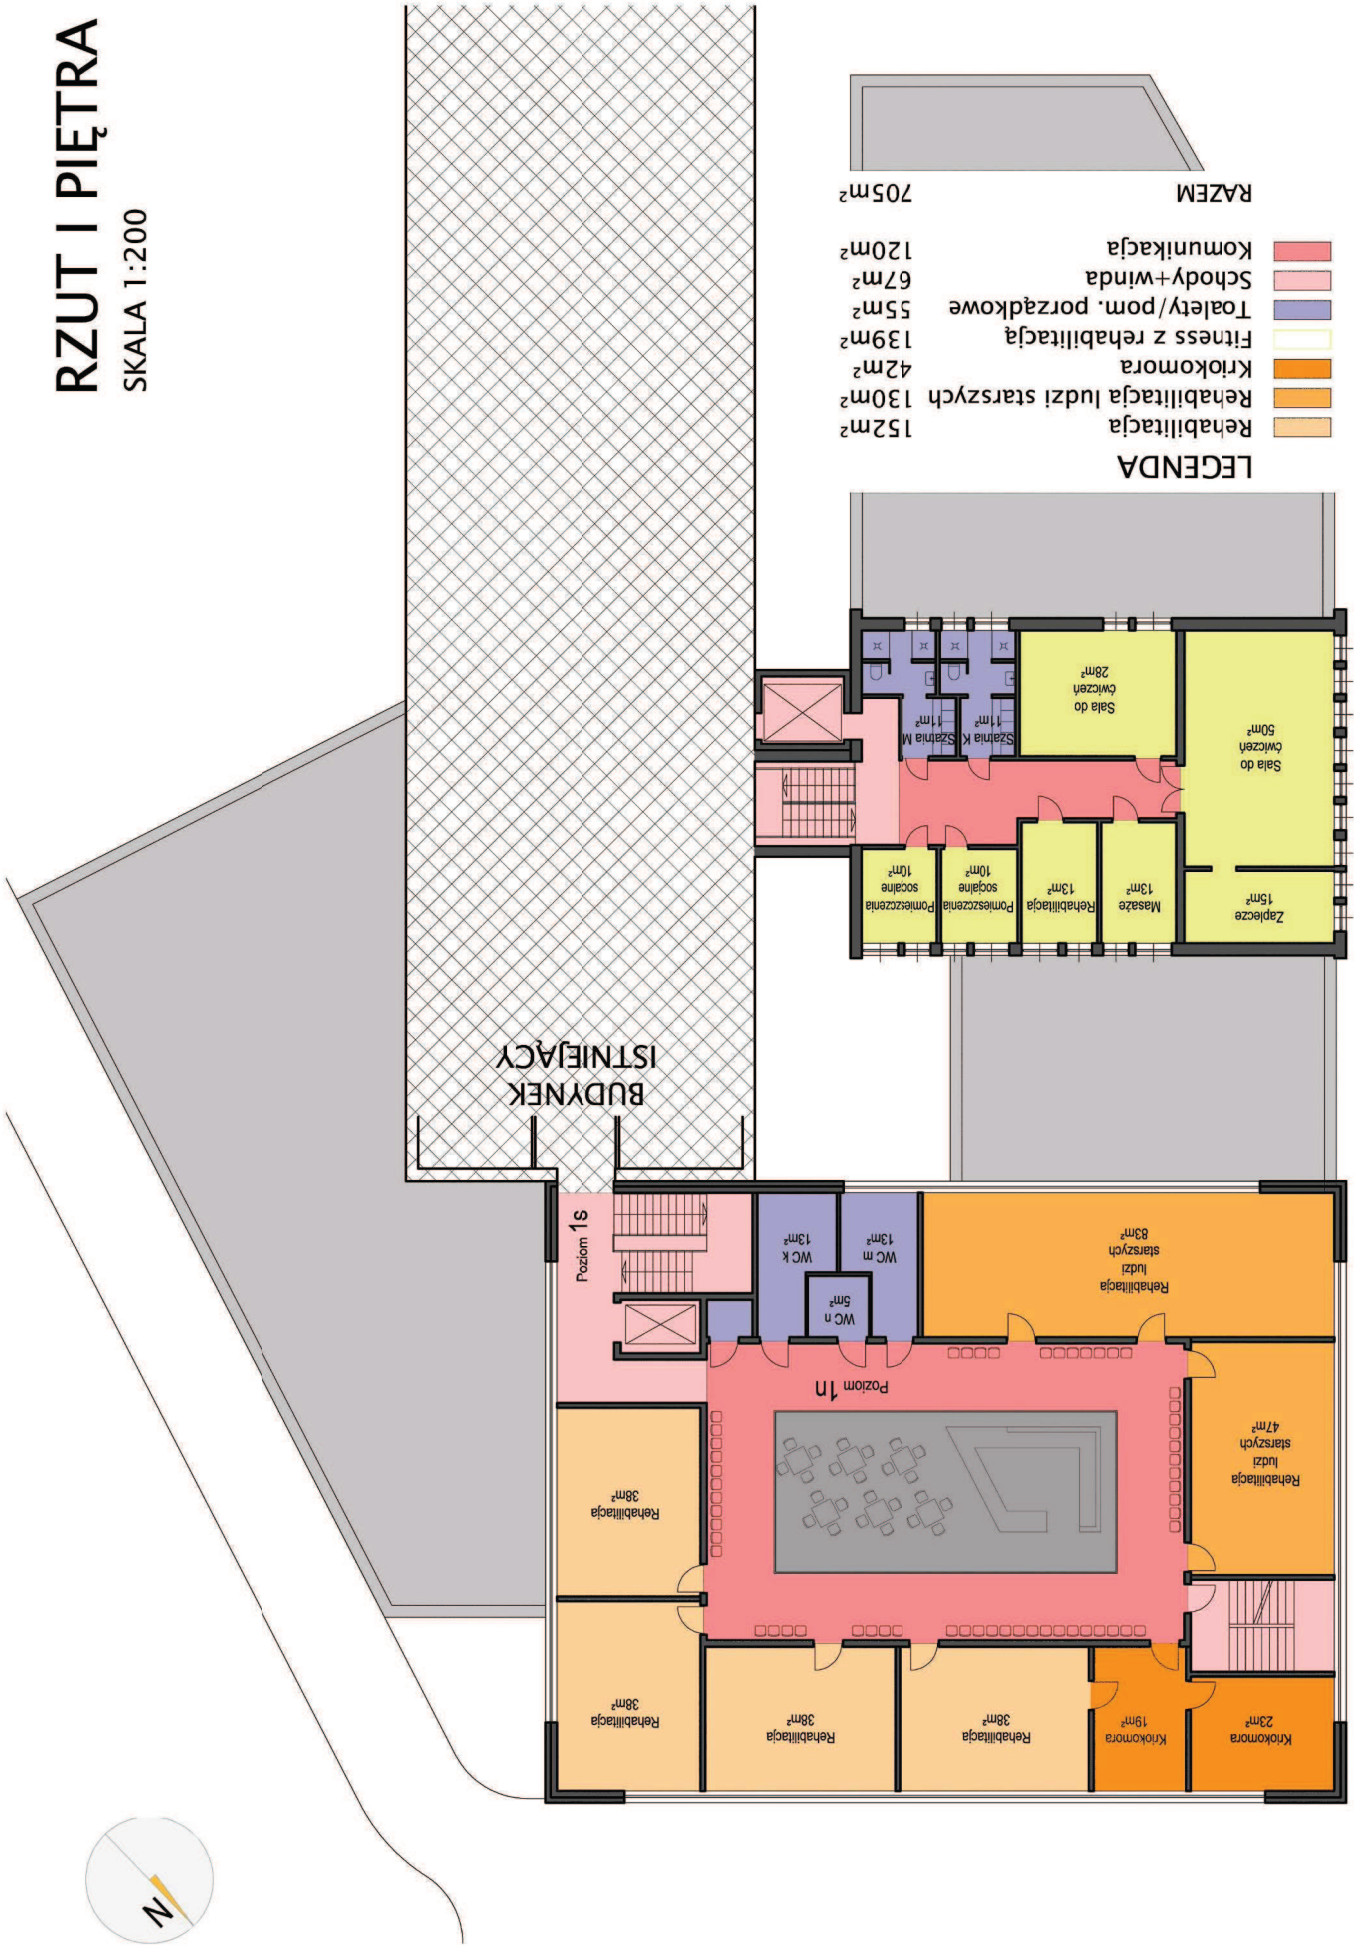 RZUT I PIĘTRA
SKALA 1:200
LEGENDA
Rehabilitacja 152m²
Rehabilitacja ludzi starszych 130m²
Kriokomora 42m²
Fitness z rehabilitacją 139m²
Toalety/pom. porządkowe 55m²
Schody+winda 67m²
Komunikacja 120m²
RAZEM 705m²
BUDYNEK
ISTNIEJĄCY
Szatnia M
11m²
Szatnia K
11m²
Sala do
ćwiczeń
28m²
Sala do
ćwiczeń
50m²
Pomieszczenia
socalne
10m²
Pomieszczenia
socjalne
10m²
Rehabilitacja
13m²
Masaże
13m²
Zaplecze
15m²
Poziom 1s
WC k
13m²
WC m
13m²
WC n
5m²
Rehabilitacja
ludzi
starszych
83m²
Poziom 1n
Rehabilitacja
ludzi
starszych
47m²
Rehabilitacja
38m²
Rehabilitacja
38m²
Rehabilitacja
38m²
Rehabilitacja
38m²
Kriokomora
19m²
Kriokomora
23m²
N